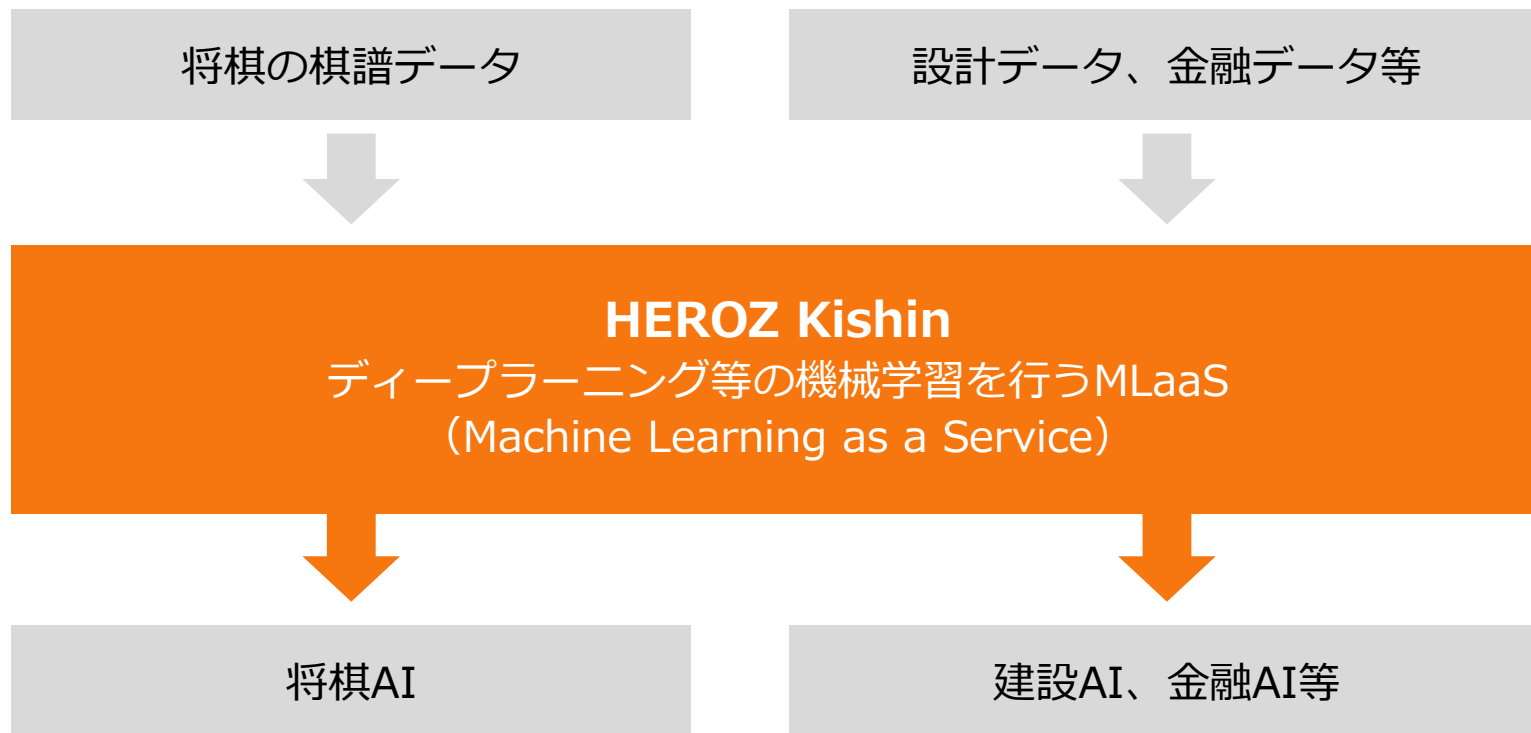 将棋の棋譜データ
設計データ、金融データ等
HEROZ Kishin
ディープラーニング等の機械学習を行うMLaaS
（Machine Learning as a Service）
将棋AI
建設AI、金融AI等